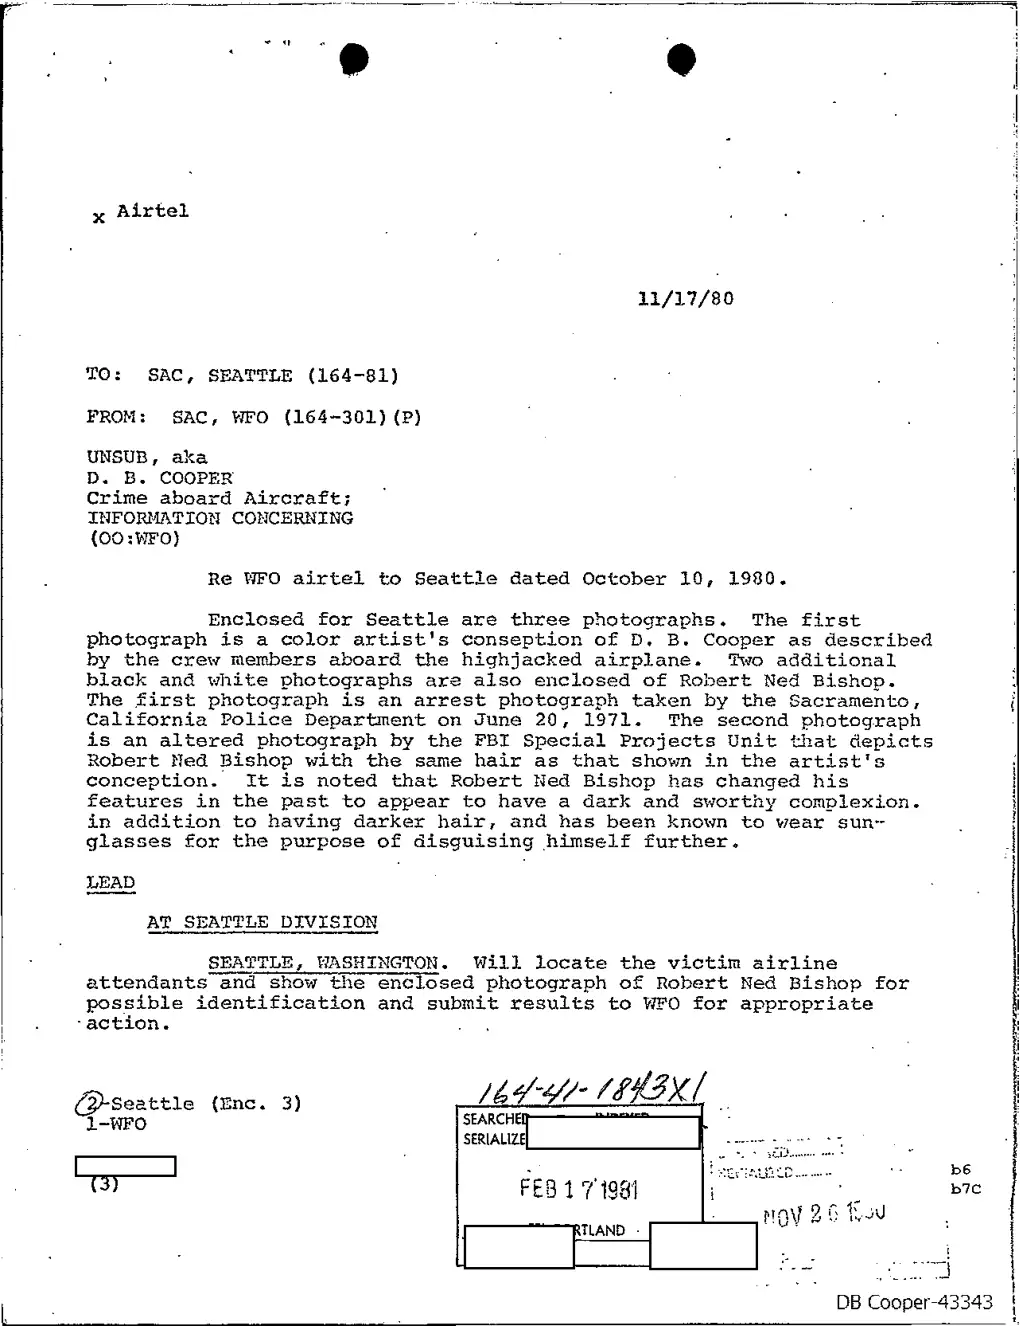 x Airtel
11/17/80
TO: SAC, SEATTLE (164-81)
FROM: SAC, WFO (164-301)(P)
UNSUB, aka
D. B. COOPER
Crime aboard Aircraft;
INFORMATION CONCERNING
(OO:WFO)
Re WFO airtel to Seattle dated October 10, 1980.
Enclosed for Seattle are three photographs. The first
photograph is a color artist's conseption of D. B. Cooper as described
by the crew members aboard the highjacked airplane. Two additional
black and white photographs are also enclosed of Robert Ned Bishop.
The first photograph is an arrest photograph taken by the Sacramento,
California Police Department on June 20, 1971. The second photograph
is an altered photograph by the FBI Special Projects Unit that depicts
Robert Ned Bishop with the same hair as that shown in the artist's
conception. It is noted that Robert Ned Bishop has changed his
features in the past to appear to have a dark and sworthy complexion.
in addition to having darker hair, and has been known to wear sun-
glasses for the purpose of disguising himself further.
LEAD
AT SEATTLE DIVISION
SEATTLE, WASHINGTON. Will locate the victim airline
attendants and show the enclosed photograph of Robert Ned Bishop for
possible identification and submit results to WFO for appropriate
action.
2-Seattle (Enc. 3)
1-WFO
(3)
164-41-1843X1
SEARCHED
SERIALIZE
FEB 17 1981
RTLAND
NOV 26
b6
b7C
DB Cooper-43343